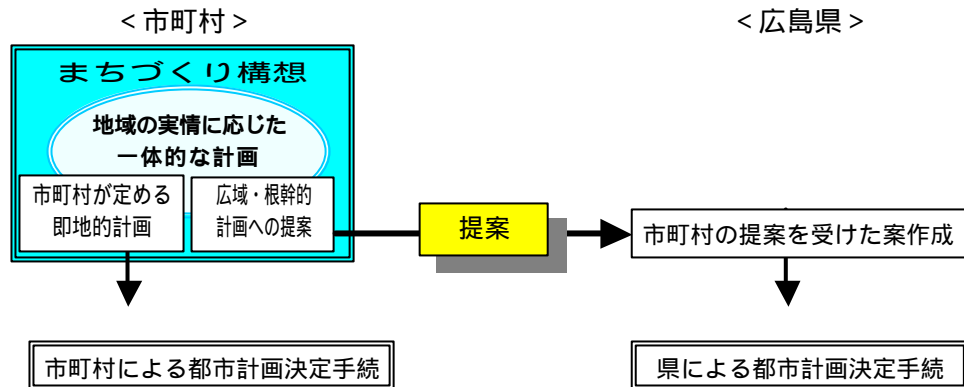 <市町村>
<広島県>
まちづくり構想
地域の実情に応じた
一体的な計画
市町村が定める
即地的計画
広域・根幹的
計画への提案
提案
市町村の提案を受けた案作成
市町村による都市計画決定手続
県による都市計画決定手続